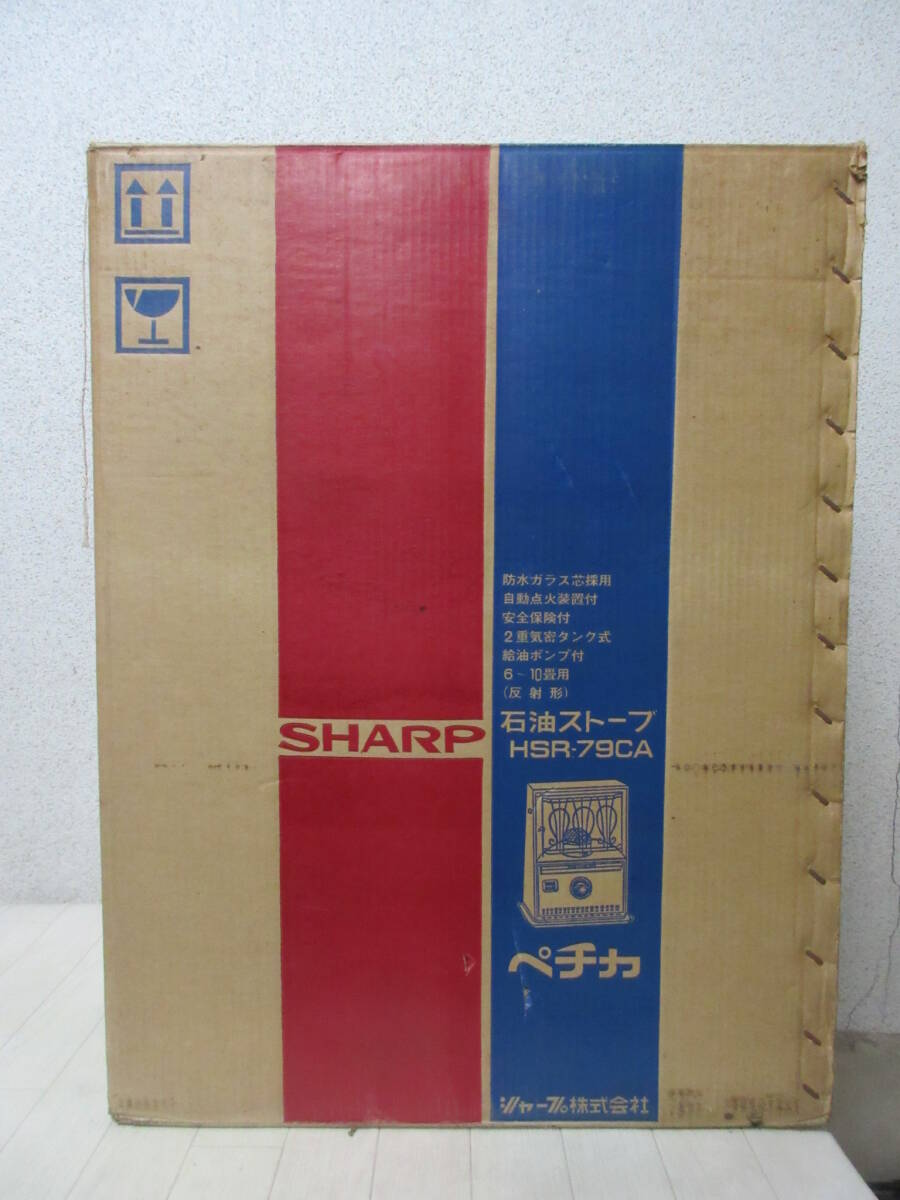 防水ガラス芯採用
自動点火装置付
安全保険付
2重気密タンク式
給油ポンプ付
6~10畳用
(反射形)
石油ストーブ
HSR-79CA
SHARP
ペチカ
シャープ株式会社